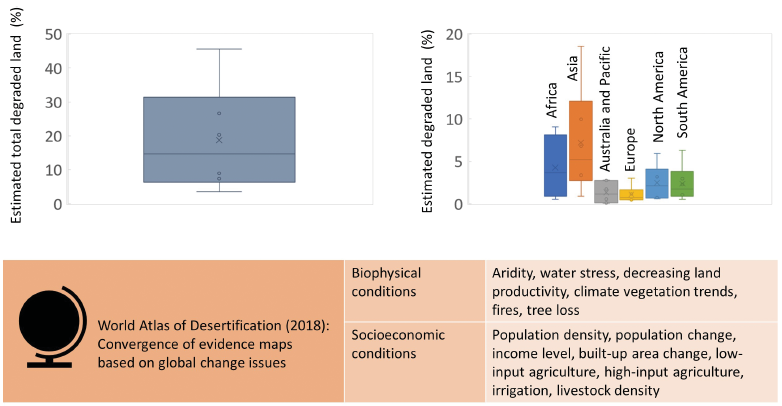 Estimated total degraded land (%)
50
40
30
20
10
0
Estimated degraded land (%)
20
15
10
5
0
Africa
Asia
Australia and Pacific
Europe
North America
South America
World Atlas of Desertification (2018):
Convergence of evidence maps
based on global change issues
Biophysical
conditions
Aridity, water stress, decreasing land
productivity, climate vegetation trends,
fires, tree loss
Socioeconomic
conditions
Population density, population change,
income level, built-up area change, low-
input agriculture, high-input agriculture,
irrigation, livestock density